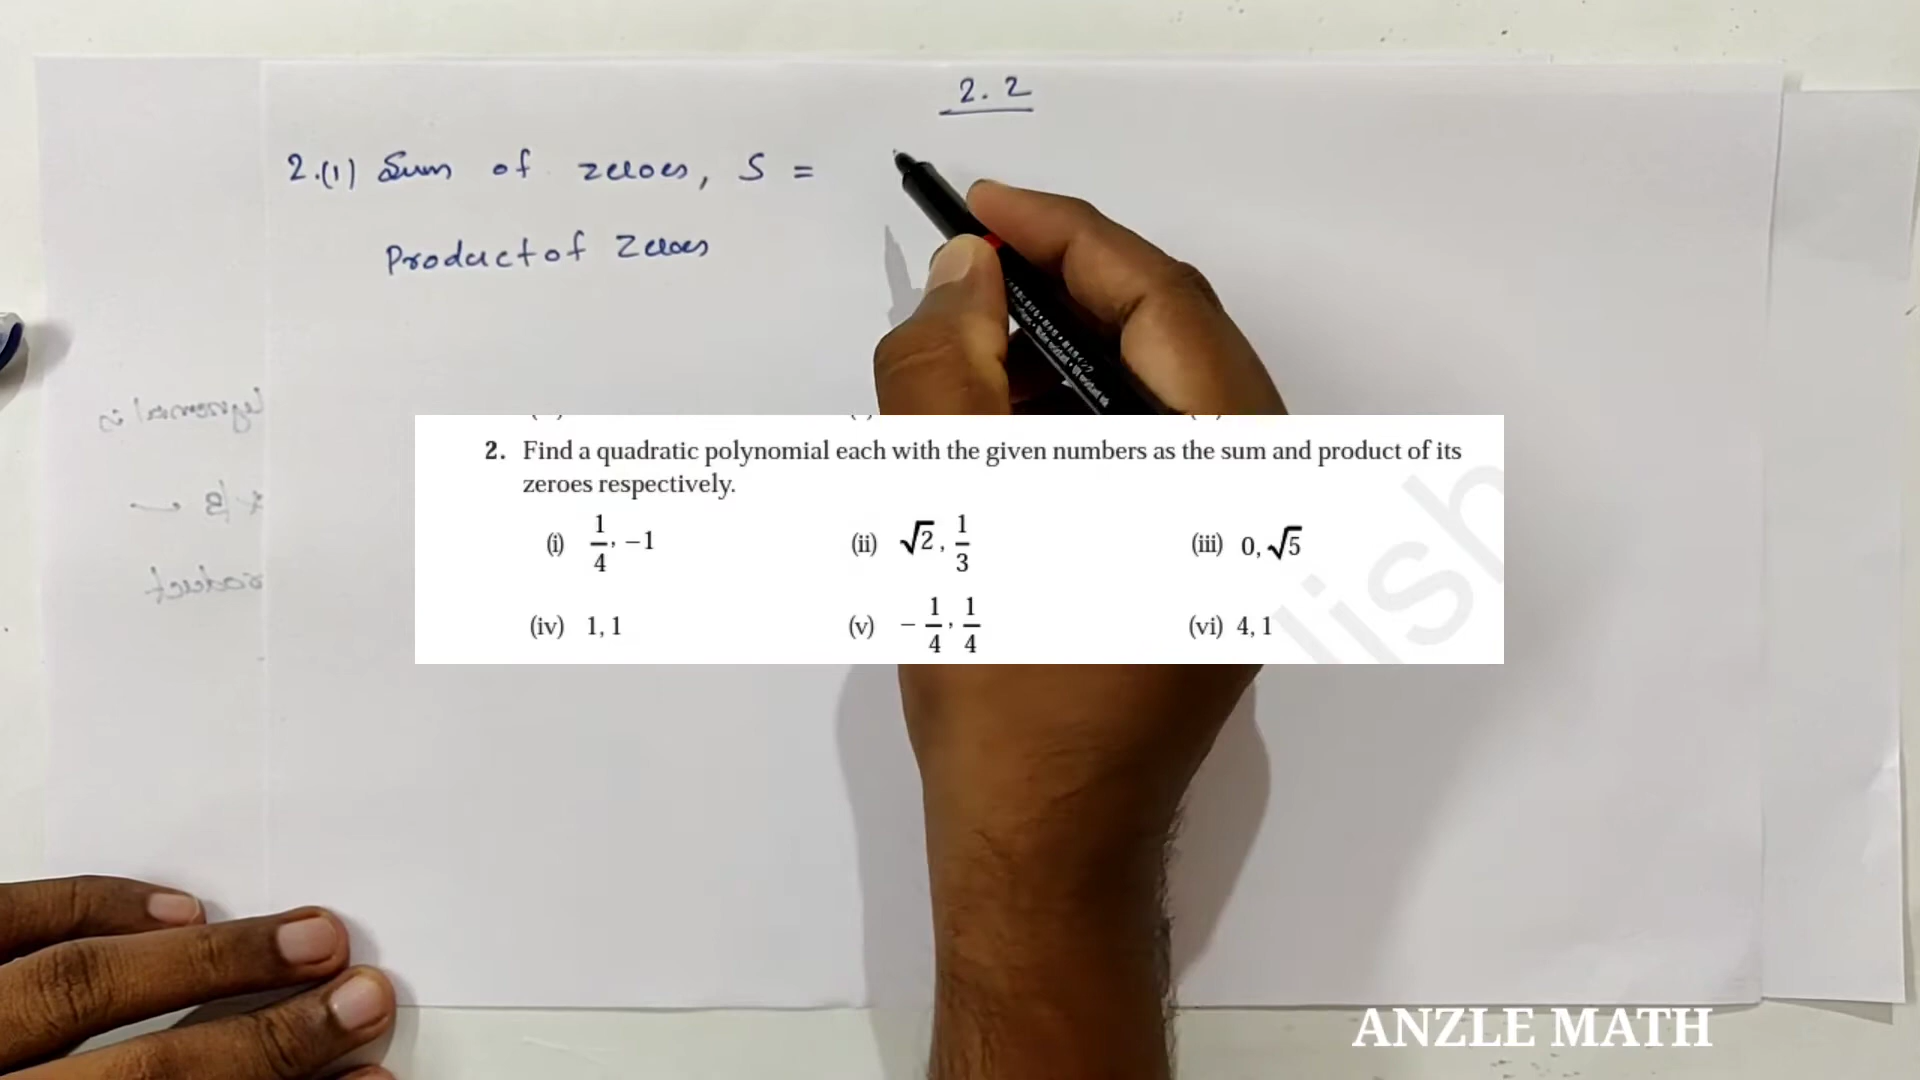 2.2
2.(1) Sum of zeroes, S =
Product of Zeroes
2. Find a quadratic polynomial each with the given numbers as the sum and product of its
zeroes respectively.
(i) 1/4, −1 (ii) √2, 1/3 (iii) 0, √5
(iv) 1, 1 (v) −1/4, 1/4 (vi) 4, 1
lish
ANZLE MATH